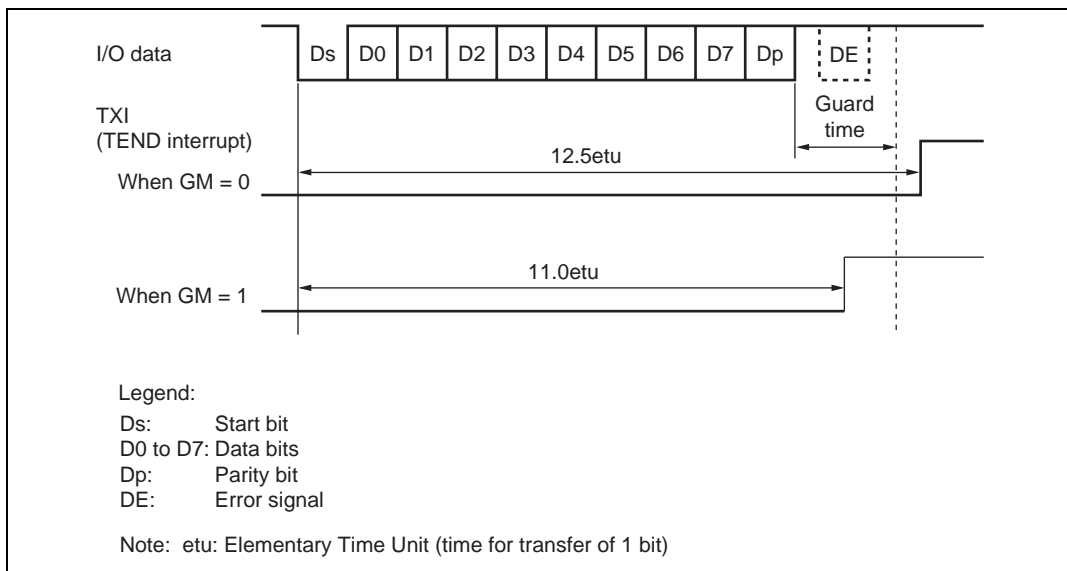 I/O data
Ds D0 D1 D2 D3 D4 D5 D6 D7 Dp DE
Guard
time
TXI
(TEND interrupt)
12.5etu
When GM = 0
11.0etu
When GM = 1
Legend:
Ds: Start bit
D0 to D7: Data bits
Dp: Parity bit
DE: Error signal
Note: etu: Elementary Time Unit (time for transfer of 1 bit)